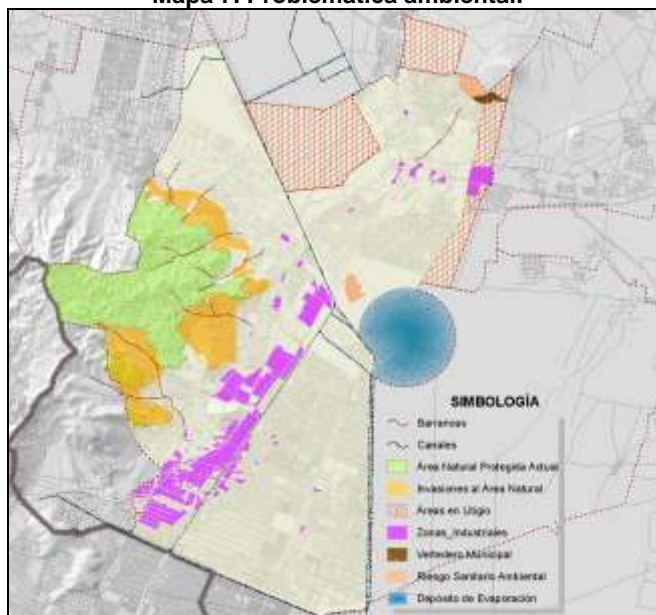 Mapa 7. Problemática ambiental.
SIMBOLOGÍA
Barrancas
Canales
Área Natural Protegida Actual
Invasiones al Área Natural
Áreas en Litigio
Zonas_Industriales
Vertedero Municipal
Riesgo Sanitario Ambiental
Depósito de Evaporación